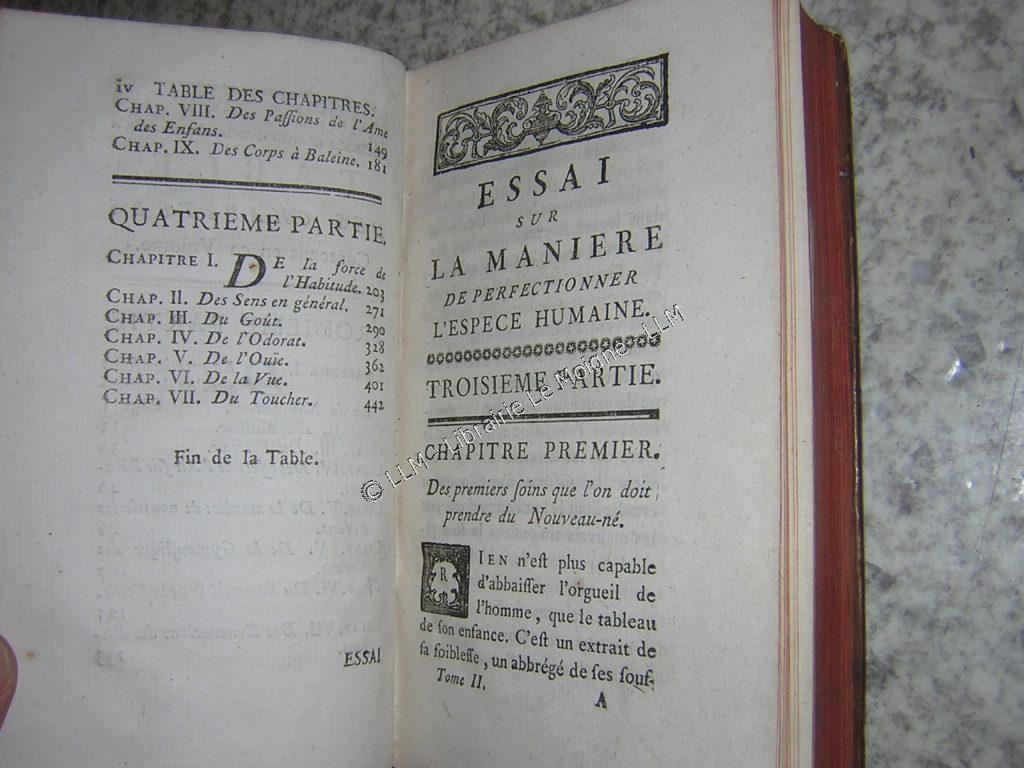 iv TABLE DES CHAPITRES.
CHAP. VIII. Des Paſſions de l'Ame
des Enfans. 149
CHAP. IX. Des Corps à Baleine. 181
QUATRIEME PARTIE.
CHAPITRE I. DE la force de
l'Habitude. 203
CHAP. II. Des Sens en général. 271
CHAP. III. Du Goût. 290
CHAP. IV. De l'Odorat. 328
CHAP. V. De l'Ouïe. 362
CHAP. VI. De la Vue. 401
CHAP. VII. Du Toucher. 442
Fin de la Table.
ESSAI
ESSAI
SUR
LA MANIERE
DE PERFECTIONNER
L'ESPECE HUMAINE.
TROISIEME PARTIE.
CHAPITRE PREMIER.
Des premiers ſoins que l'on doit
prendre du Nouveau-né.
RIEN n'eſt plus capable
d'abbaiſſer l'orgueil de
l'homme, que le tableau
de ſon enfance. C'eſt un extrait de
ſa foibleſſe, un abbrégé de ſes ſouf-
Tome II. A
© LLM - Librairie Le Moigne - LLM